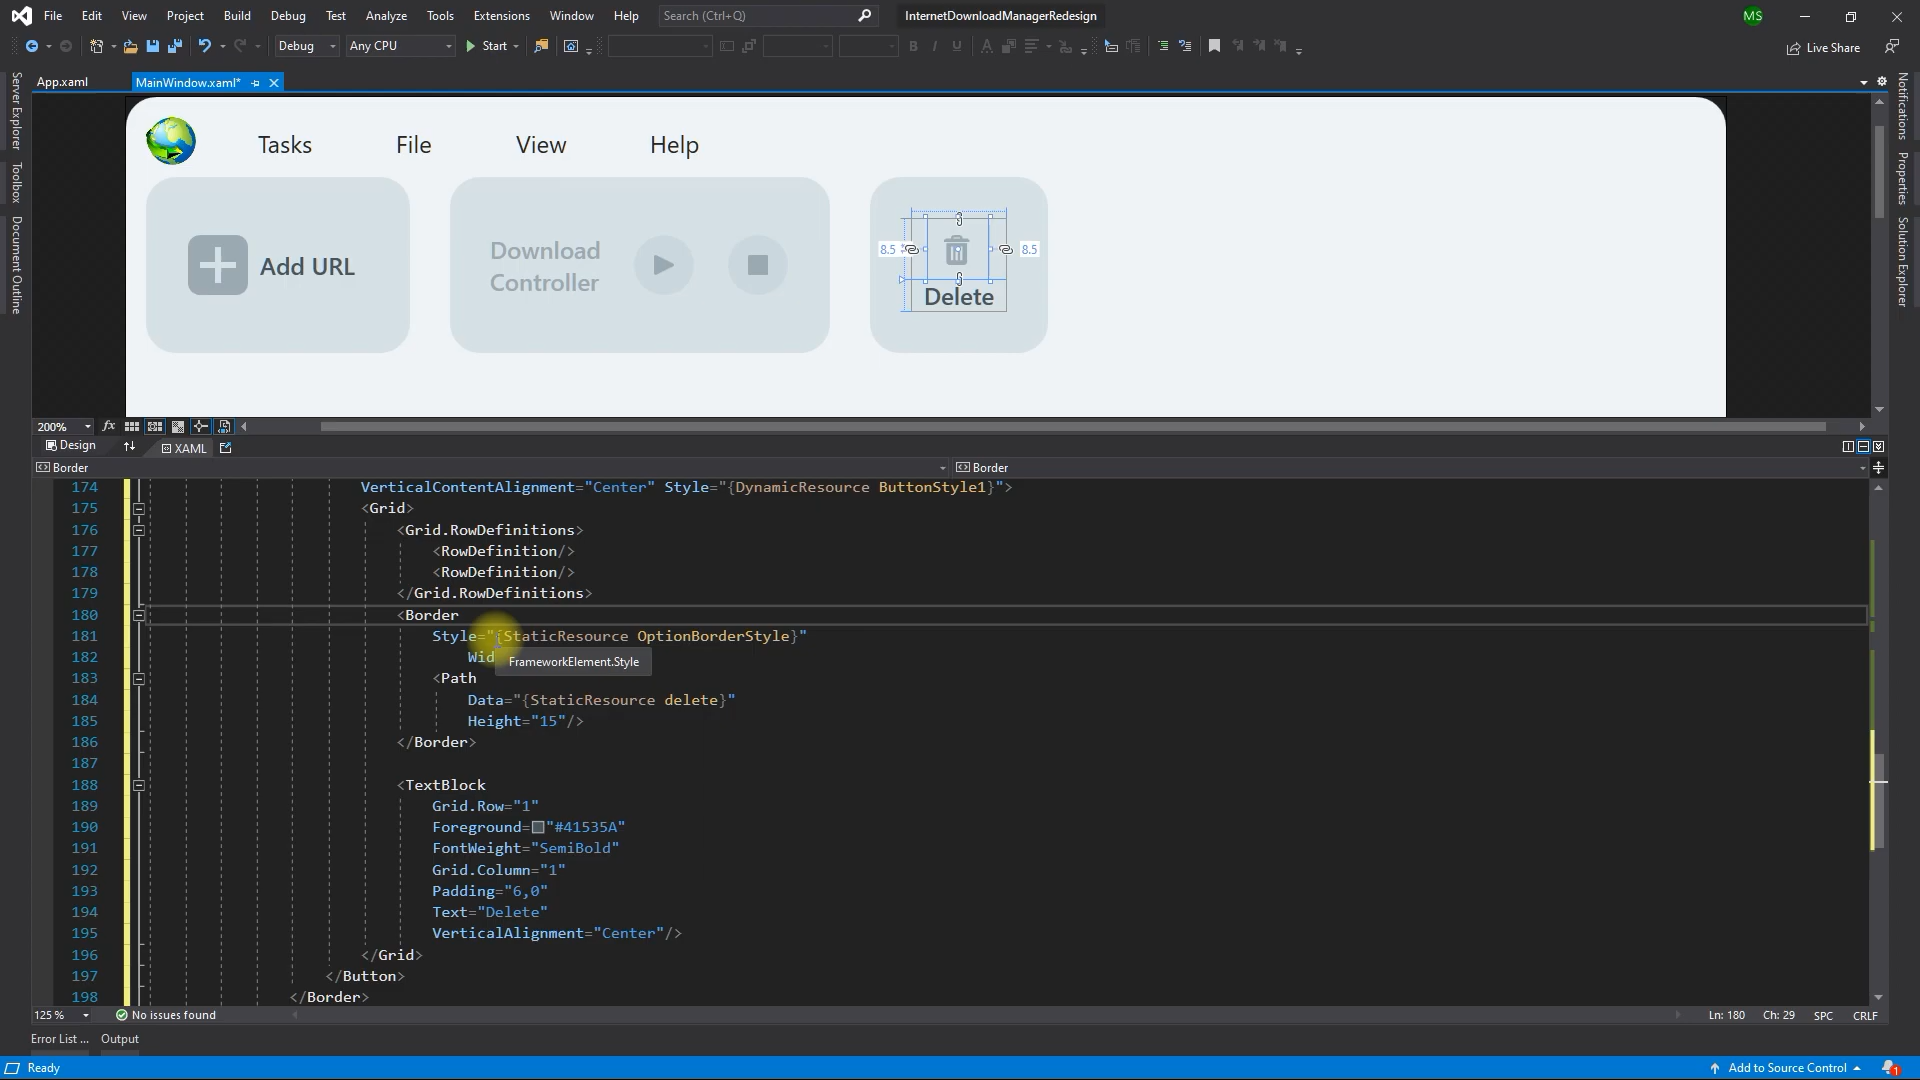 File Edit View Project Build Debug Test Analyze Tools Extensions Window Help Search (Ctrl+Q) InternetDownloadManagerRedesign MS
Debug Any CPU Start Live Share
App.xaml MainWindow.xaml*
Server Explorer
Toolbox
Document Outline
Notifications
Properties
Solution Explorer
Tasks File View Help
Add URL
Download
Controller
8.5 8.5
Delete
200% fx
Design XAML
Border Border
174 VerticalContentAlignment="Center" Style="{DynamicResource ButtonStyle1}">
175 <Grid>
176 <Grid.RowDefinitions>
177 <RowDefinition/>
178 <RowDefinition/>
179 </Grid.RowDefinitions>
180 <Border
181 Style="{StaticResource OptionBorderStyle}"
182 Wid
FrameworkElement.Style
183 <Path
184 Data="{StaticResource delete}"
185 Height="15"/>
186 </Border>
187
188 <TextBlock
189 Grid.Row="1"
190 Foreground="#41535A"
191 FontWeight="SemiBold"
192 Grid.Column="1"
193 Padding="6,0"
194 Text="Delete"
195 VerticalAlignment="Center"/>
196 </Grid>
197 </Button>
198 </Border>
125 % No issues found Ln: 180 Ch: 29 SPC CRLF
Error List ... Output
Ready Add to Source Control 1